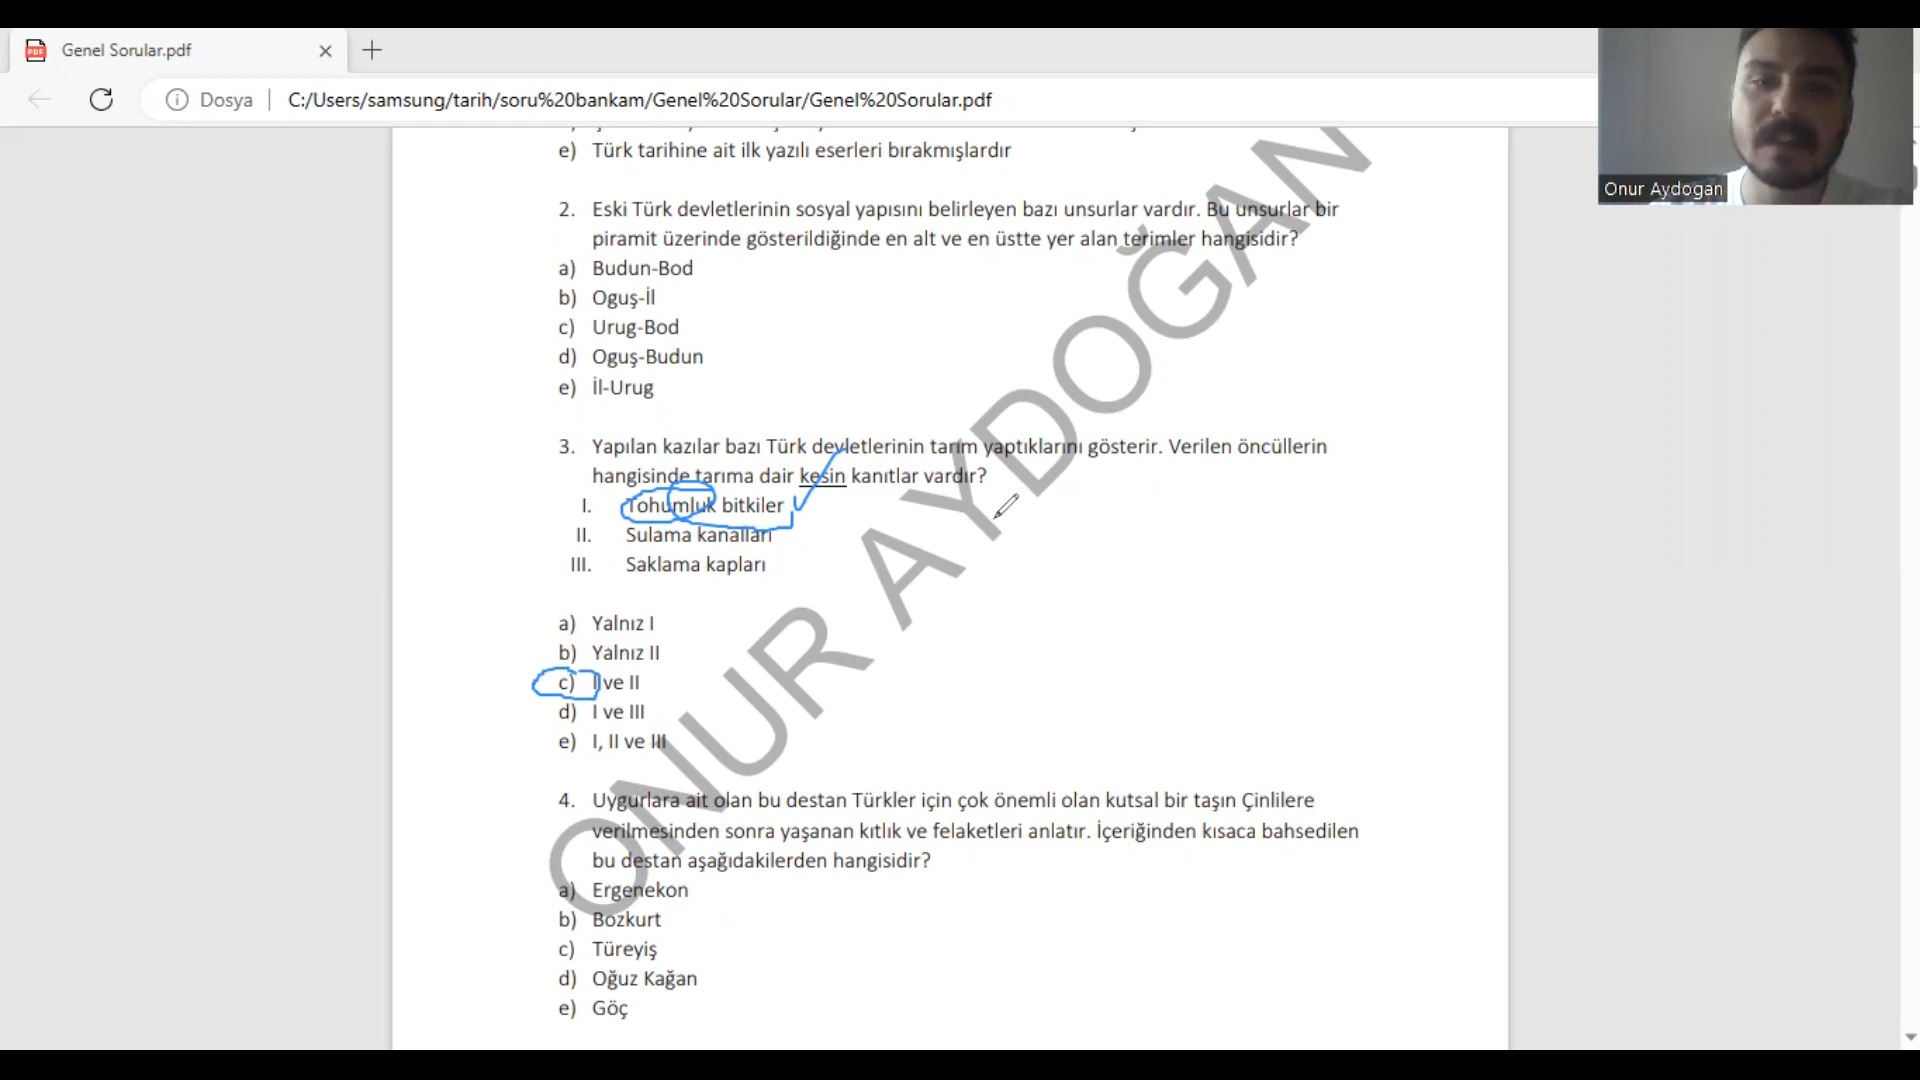 Genel Sorular.pdf
Dosya
C:/Users/samsung/tarih/soru%20bankam/Genel%20Sorular/Genel%20Sorular.pdf
Onur Aydogan
e) Türk tarihine ait ilk yazılı eserleri bırakmışlardır
2. Eski Türk devletlerinin sosyal yapısını belirleyen bazı unsurlar vardır. Bu unsurlar bir
piramit üzerinde gösterildiğinde en alt ve en üstte yer alan terimler hangisidir?
a) Budun-Bod
b) Oguş-İl
c) Urug-Bod
d) Oguş-Budun
e) İl-Urug
3. Yapılan kazılar bazı Türk devletlerinin tarım yaptıklarını gösterir. Verilen öncüllerin
hangisinde tarıma dair kesin kanıtlar vardır?
I. Tohumluk bitkiler
II. Sulama kanalları
III. Saklama kapları
a) Yalnız I
b) Yalnız II
c) I ve II
d) I ve III
e) I, II ve III
4. Uygurlara ait olan bu destan Türkler için çok önemli olan kutsal bir taşın Çinlilere
verilmesinden sonra yaşanan kıtlık ve felaketleri anlatır. İçeriğinden kısaca bahsedilen
bu destan aşağıdakilerden hangisidir?
a) Ergenekon
b) Bozkurt
c) Türeyiş
d) Oğuz Kağan
e) Göç
ONUR AYDOĞAN